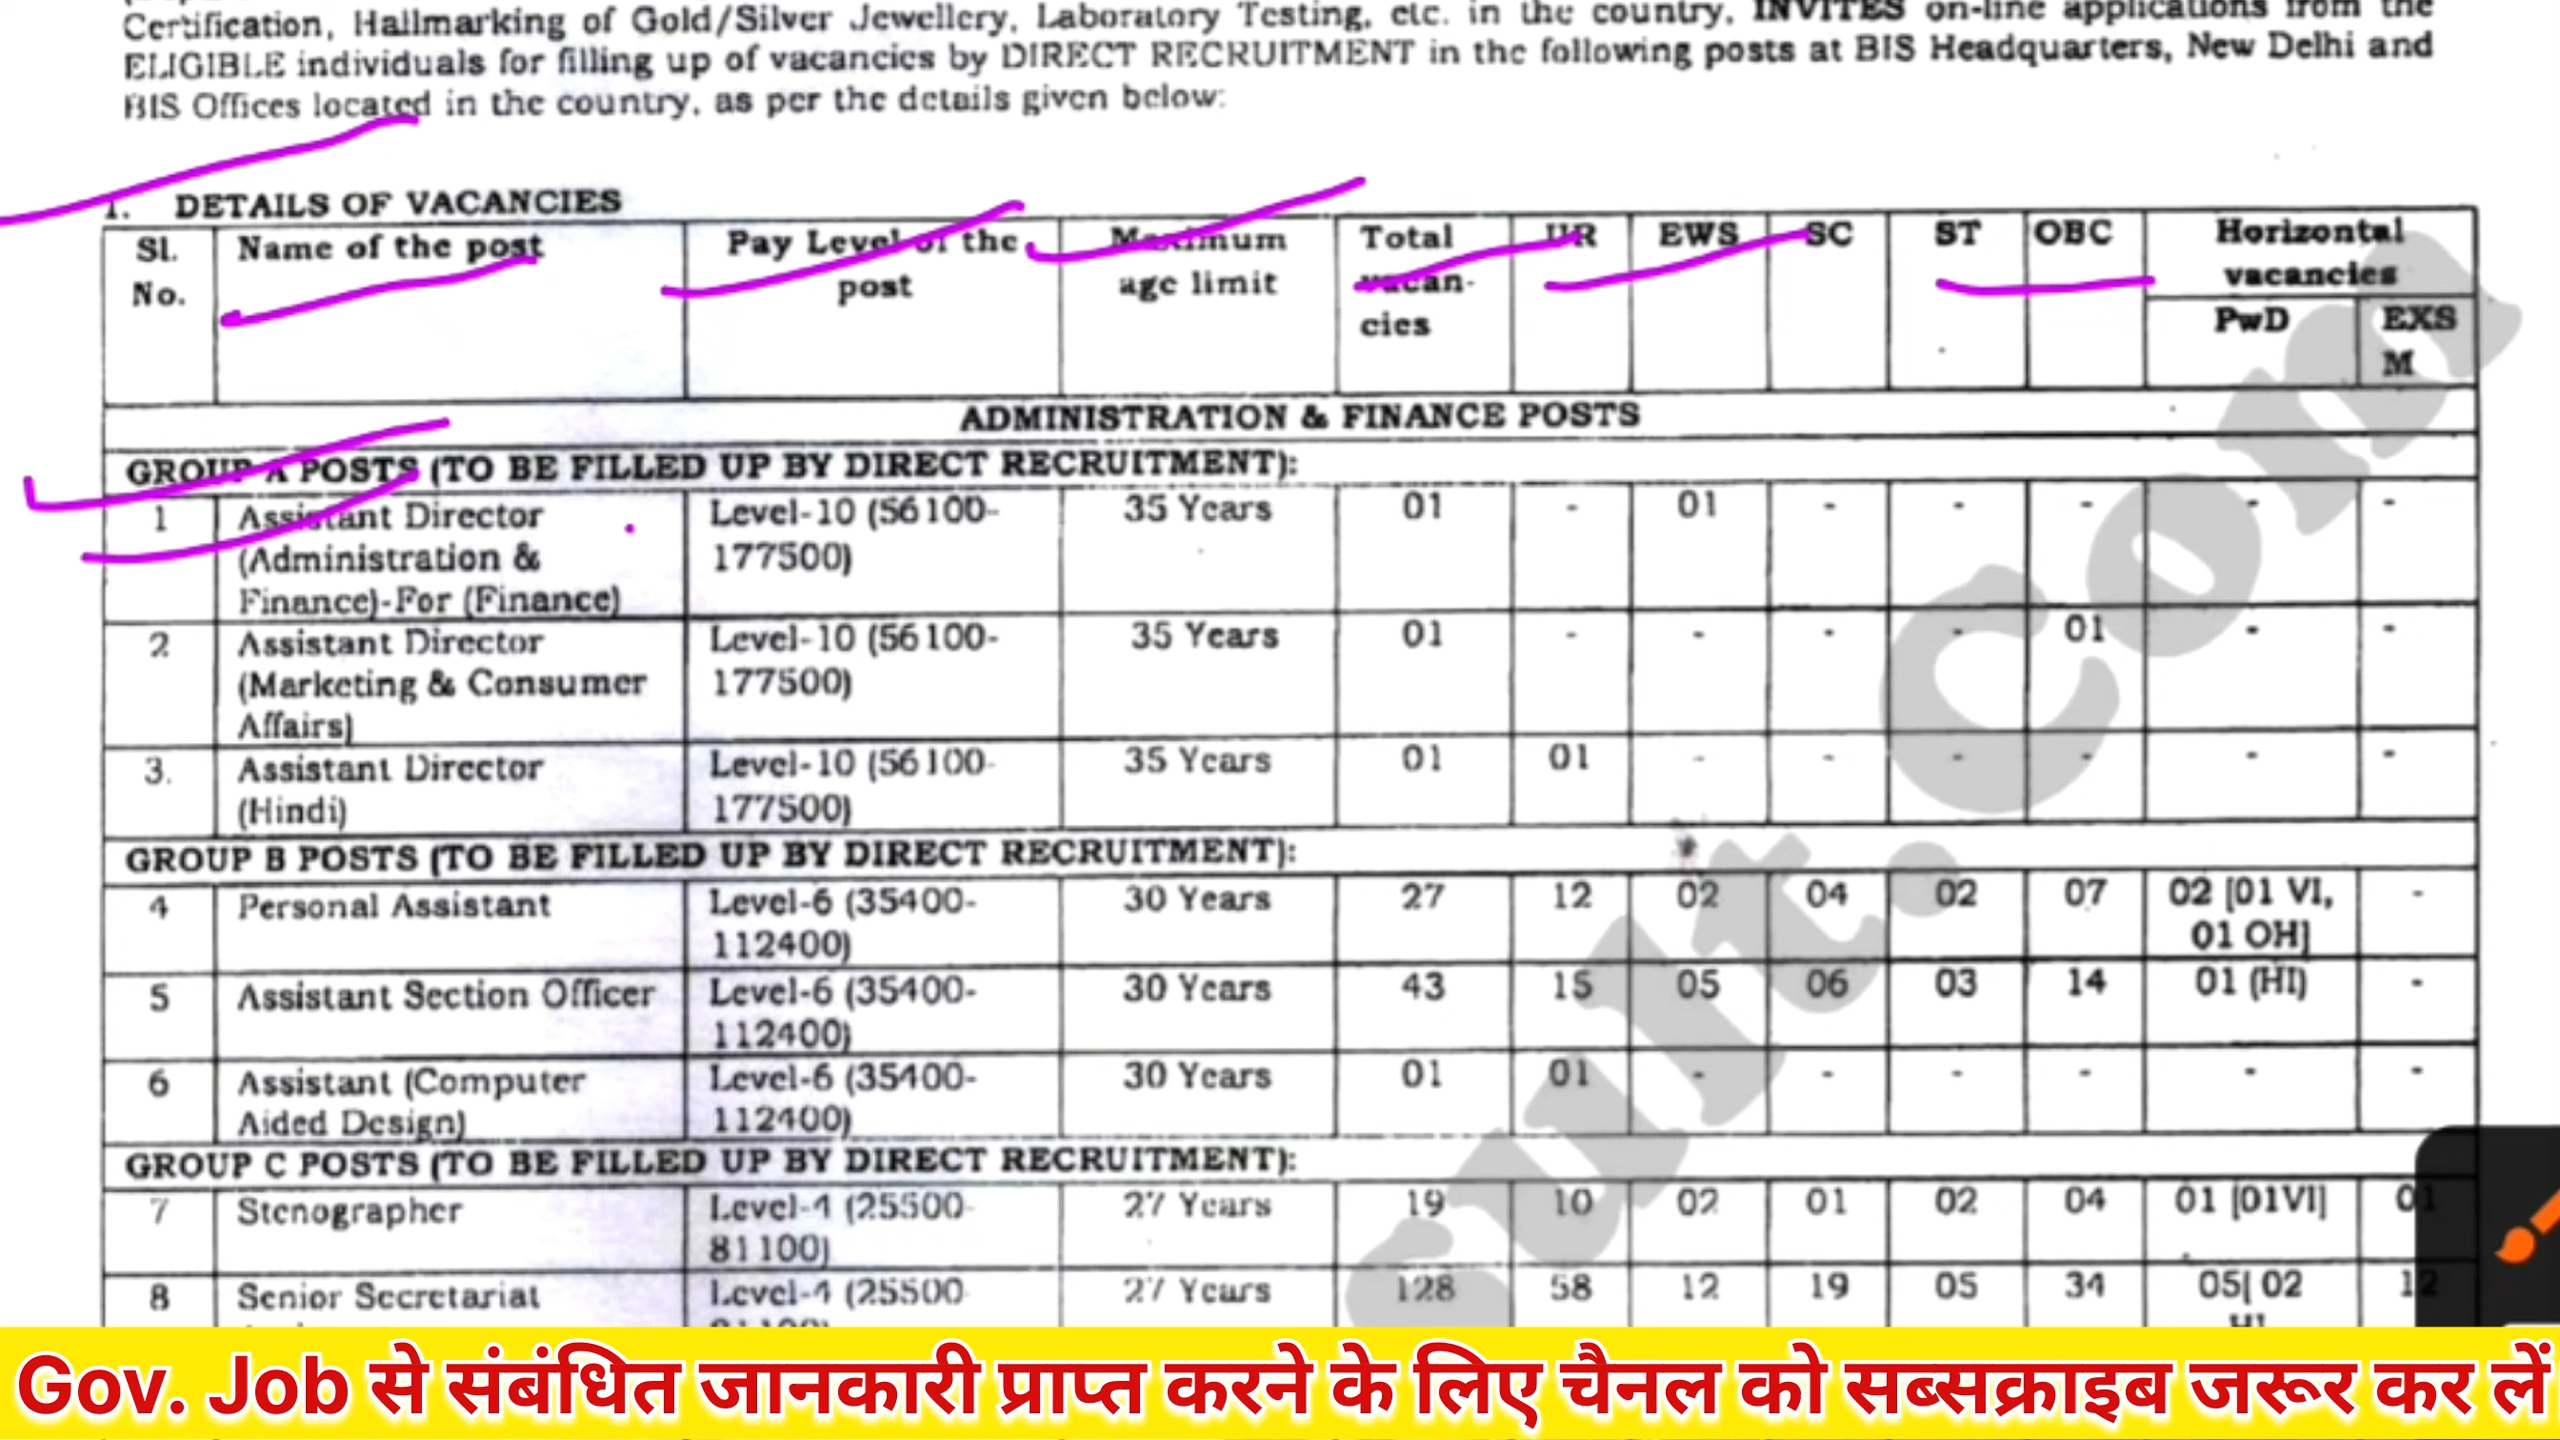 Certification, Hallmarking of Gold/Silver Jewellery, Laboratory Testing, etc. in the country, INVITES on-line applications from the
ELIGIBLE individuals for filling up of vacancies by DIRECT RECRUITMENT in the following posts at BIS Headquarters, New Delhi and
BIS Offices located in the country, as per the details given below:
1. DETAILS OF VACANCIES
Sl. No. Name of the post Pay Level of the post Maximum age limit Total vacan-cies UR EWS SC ST OBC Horizontal vacancies
PwD EXSM
ADMINISTRATION & FINANCE POSTS
GROUP A POSTS (TO BE FILLED UP BY DIRECT RECRUITMENT):
1 Assistant Director Level-10 (56100- 35 Years 01 - 01 - - - - -
(Administration & 177500)
Finance)-For (Finance)
2 Assistant Director Level-10 (56100- 35 Years 01 - - - - 01 - -
(Marketing & Consumer 177500)
Affairs)
3. Assistant Director Level-10 (56100- 35 Years 01 01 - - - - - -
(Hindi) 177500)
GROUP B POSTS (TO BE FILLED UP BY DIRECT RECRUITMENT):
4 Personal Assistant Level-6 (35400- 30 Years 27 12 02 04 02 07 02 [01 VI, -
112400) 01 OH]
5 Assistant Section Officer Level-6 (35400- 30 Years 43 15 05 06 03 14 01 (HI) -
112400)
6 Assistant (Computer Level-6 (35400- 30 Years 01 01 - - - - - -
Aided Design) 112400)
GROUP C POSTS (TO BE FILLED UP BY DIRECT RECRUITMENT):
7 Stenographer Level-4 (25500- 27 Years 19 10 02 01 02 04 01 [01VI] 01
81100)
8 Senior Secretariat Level-4 (25500- 27 Years 128 58 12 19 05 34 05[ 02 12
sult.Com
Gov. Job से संबंधित जानकारी प्राप्त करने के लिए चैनल को सब्सक्राइब जरूर कर लें